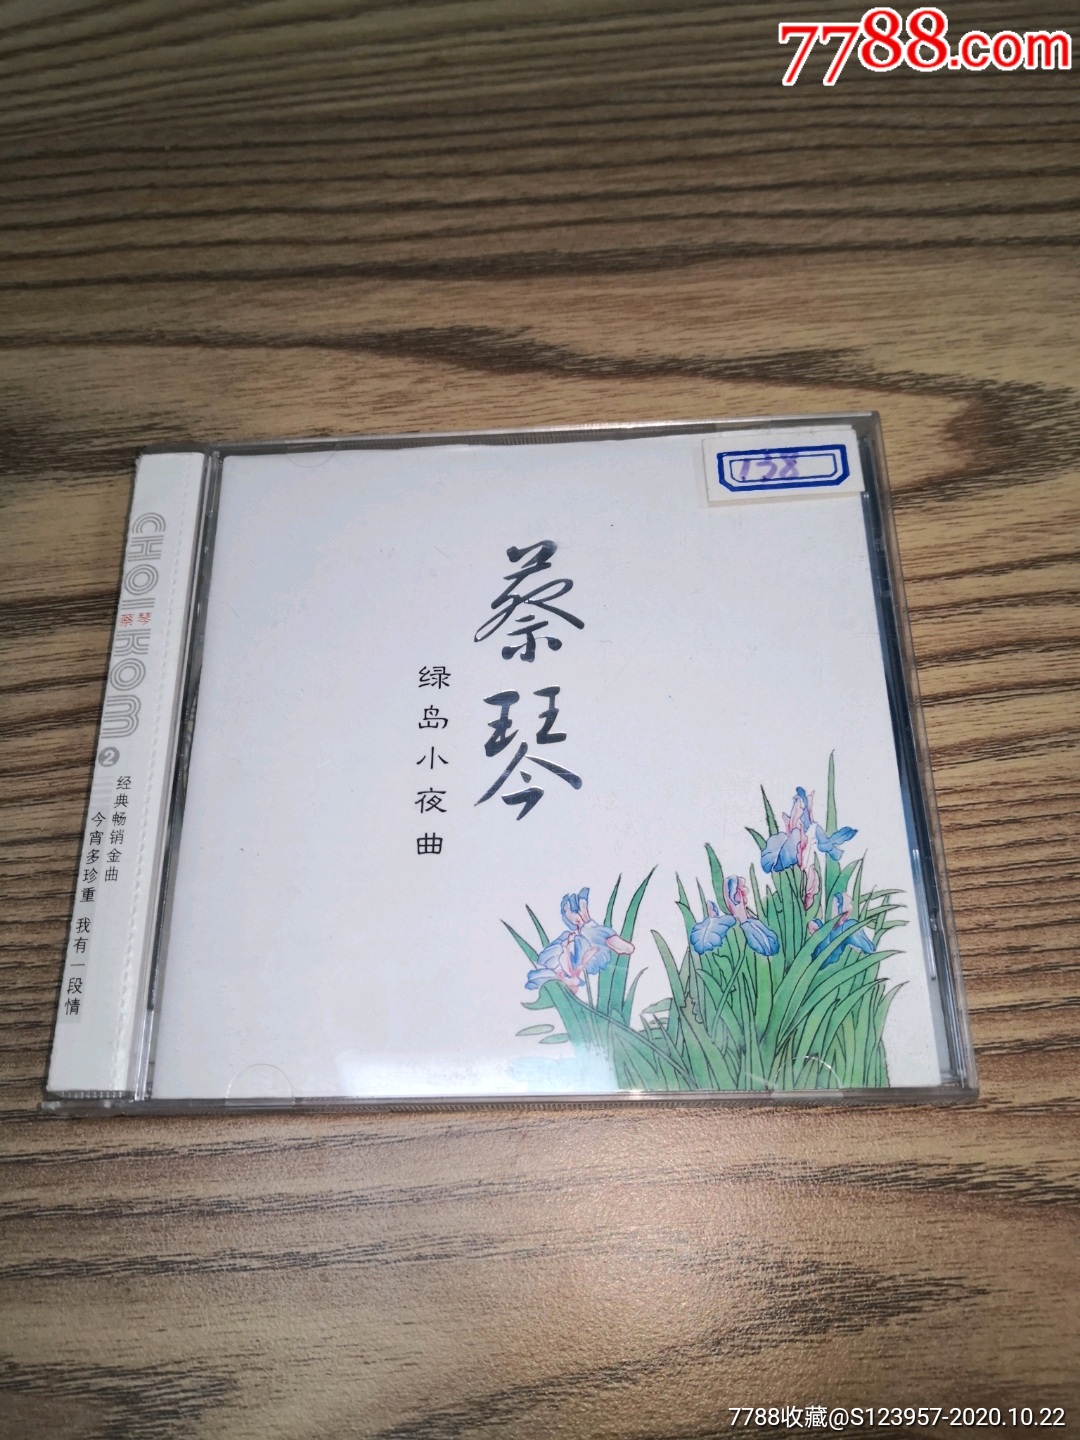 7788.com
138
蔡琴
绿岛小夜曲
CHOI KOM
蔡琴
2
经典畅销金曲
今宵多珍重 我有一段情
7788收藏@S123957-2020.10.22